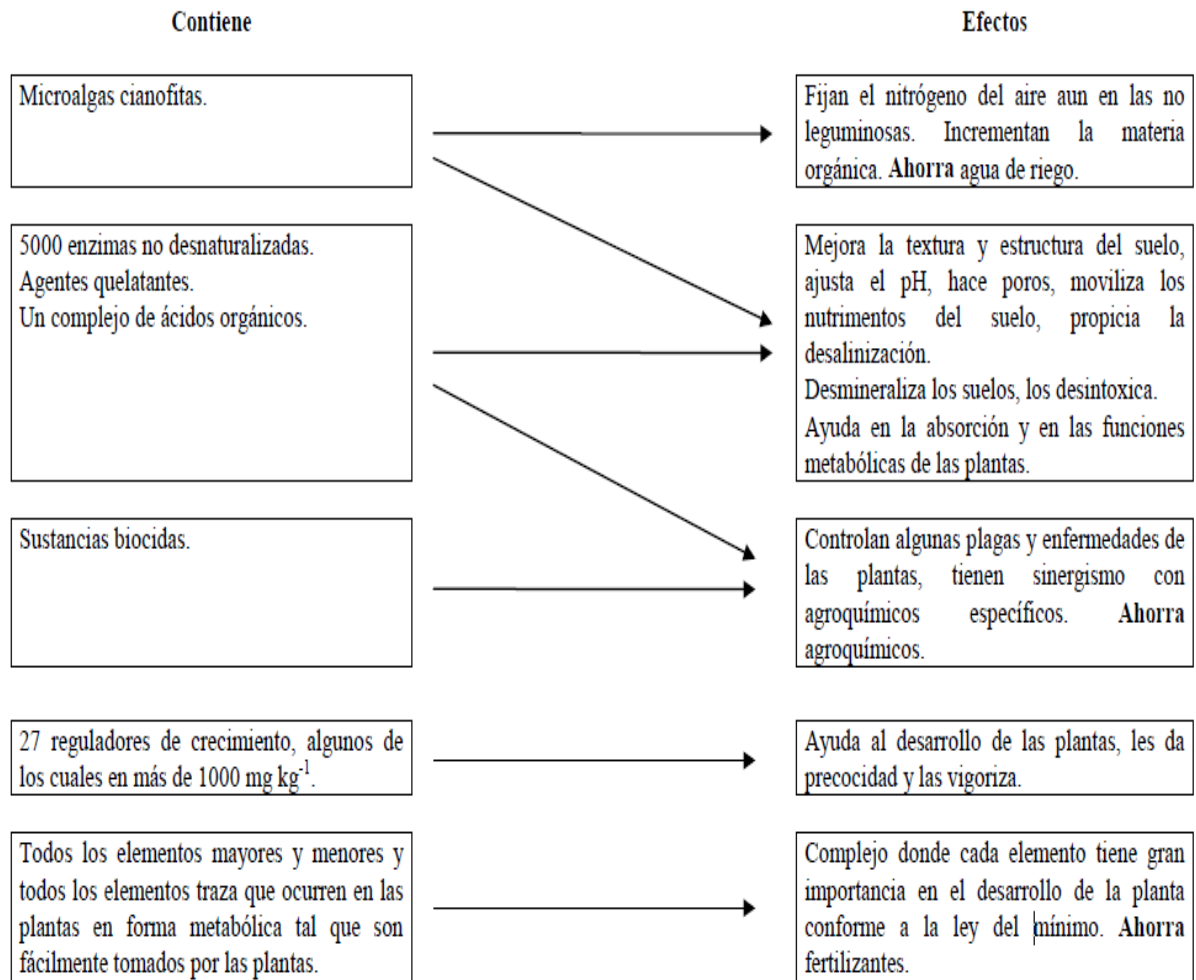 Contiene
Efectos
Microalgas cianofitas.
Fijan el nitrógeno del aire aun en las no
leguminosas. Incrementan la materia
orgánica. Ahorra agua de riego.
5000 enzimas no desnaturalizadas.
Agentes quelatantes.
Un complejo de ácidos orgánicos.
Mejora la textura y estructura del suelo,
ajusta el pH, hace poros, moviliza los
nutrimentos del suelo, propicia la
desalinización.
Desmineraliza los suelos, los desintoxica.
Ayuda en la absorción y en las funciones
metabólicas de las plantas.
Sustancias biocidas.
Controlan algunas plagas y enfermedades de
las plantas, tienen sinergismo con
agroquímicos específicos. Ahorra
agroquímicos.
27 reguladores de crecimiento, algunos de
los cuales en más de 1000 mg kg⁻¹.
Ayuda al desarrollo de las plantas, les da
precocidad y las vigoriza.
Todos los elementos mayores y menores y
todos los elementos traza que ocurren en las
plantas en forma metabólica tal que son
fácilmente tomados por las plantas.
Complejo donde cada elemento tiene gran
importancia en el desarrollo de la planta
conforme a la ley del mínimo. Ahorra
fertilizantes.